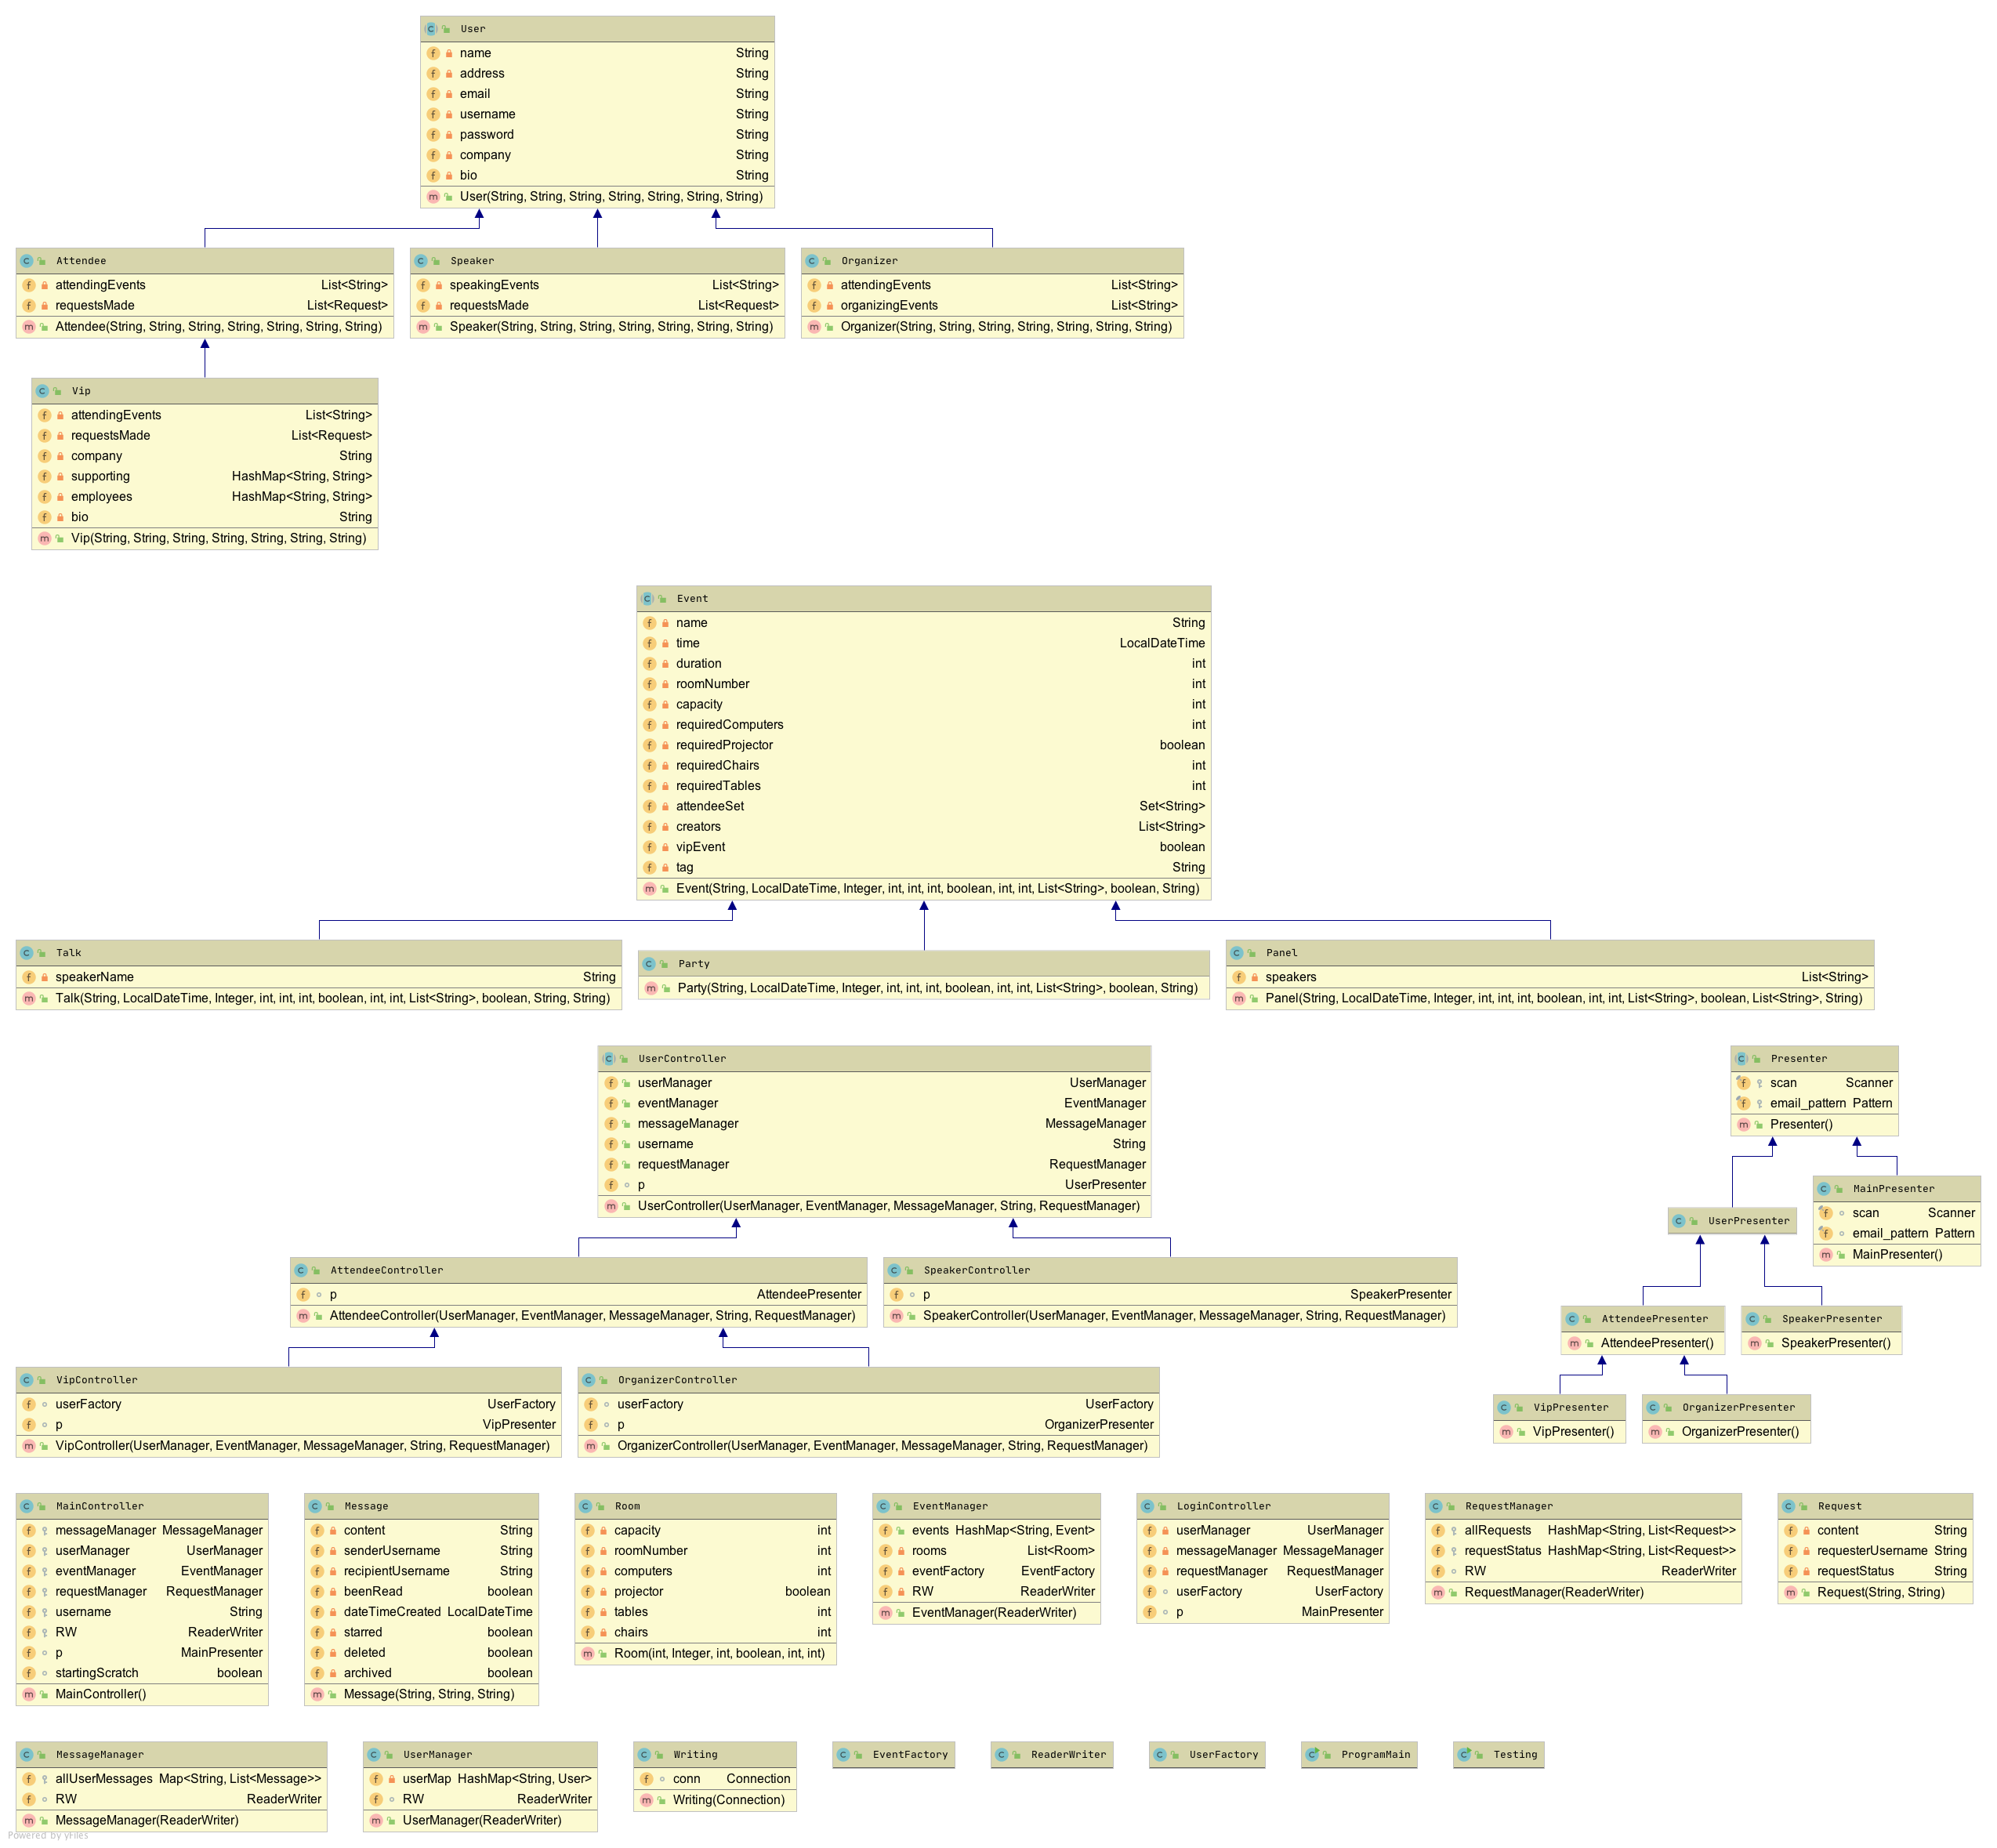 User
name String
address String
email String
username String
password String
company String
bio String
User(String, String, String, String, String, String, String)
Attendee
attendingEvents List<String>
requestsMade List<Request>
Attendee(String, String, String, String, String, String, String)
Speaker
speakingEvents List<String>
requestsMade List<Request>
Speaker(String, String, String, String, String, String, String)
Organizer
attendingEvents List<String>
organizingEvents List<String>
Organizer(String, String, String, String, String, String, String)
Vip
attendingEvents List<String>
requestsMade List<Request>
company String
supporting HashMap<String, String>
employees HashMap<String, String>
bio String
Vip(String, String, String, String, String, String, String)
Event
name String
time LocalDateTime
duration int
roomNumber int
capacity int
requiredComputers int
requiredProjector boolean
requiredChairs int
requiredTables int
attendeeSet Set<String>
creators List<String>
vipEvent boolean
tag String
Event(String, LocalDateTime, Integer, int, int, int, boolean, int, int, List<String>, boolean, String)
Talk
speakerName String
Talk(String, LocalDateTime, Integer, int, int, int, boolean, int, int, List<String>, boolean, String, String)
Party
Party(String, LocalDateTime, Integer, int, int, int, boolean, int, int, List<String>, boolean, String)
Panel
speakers List<String>
Panel(String, LocalDateTime, Integer, int, int, int, boolean, int, int, List<String>, boolean, List<String>, String)
UserController
userManager UserManager
eventManager EventManager
messageManager MessageManager
username String
requestManager RequestManager
p UserPresenter
UserController(UserManager, EventManager, MessageManager, String, RequestManager)
Presenter
scan Scanner
email_pattern Pattern
Presenter()
MainPresenter
scan Scanner
email_pattern Pattern
MainPresenter()
UserPresenter
AttendeeController
p AttendeePresenter
AttendeeController(UserManager, EventManager, MessageManager, String, RequestManager)
SpeakerController
p SpeakerPresenter
SpeakerController(UserManager, EventManager, MessageManager, String, RequestManager)
AttendeePresenter
AttendeePresenter()
SpeakerPresenter
SpeakerPresenter()
VipController
userFactory UserFactory
p VipPresenter
VipController(UserManager, EventManager, MessageManager, String, RequestManager)
OrganizerController
userFactory UserFactory
p OrganizerPresenter
OrganizerController(UserManager, EventManager, MessageManager, String, RequestManager)
VipPresenter
VipPresenter()
OrganizerPresenter
OrganizerPresenter()
MainController
messageManager MessageManager
userManager UserManager
eventManager EventManager
requestManager RequestManager
username String
RW ReaderWriter
p MainPresenter
startingScratch boolean
MainController()
Message
content String
senderUsername String
recipientUsername String
beenRead boolean
dateTimeCreated LocalDateTime
starred boolean
deleted boolean
archived boolean
Message(String, String, String)
Room
capacity int
roomNumber int
computers int
projector boolean
tables int
chairs int
Room(int, Integer, int, boolean, int, int)
EventManager
events HashMap<String, Event>
rooms List<Room>
eventFactory EventFactory
RW ReaderWriter
EventManager(ReaderWriter)
LoginController
userManager UserManager
messageManager MessageManager
requestManager RequestManager
userFactory UserFactory
p MainPresenter
RequestManager
allRequests HashMap<String, List<Request>>
requestStatus HashMap<String, List<Request>>
RW ReaderWriter
RequestManager(ReaderWriter)
Request
content String
requesterUsername String
requestStatus String
Request(String, String)
MessageManager
allUserMessages Map<String, List<Message>>
RW ReaderWriter
MessageManager(ReaderWriter)
UserManager
userMap HashMap<String, User>
RW ReaderWriter
UserManager(ReaderWriter)
Writing
conn Connection
Writing(Connection)
EventFactory
ReaderWriter
UserFactory
ProgramMain
Testing
Powered by yFiles